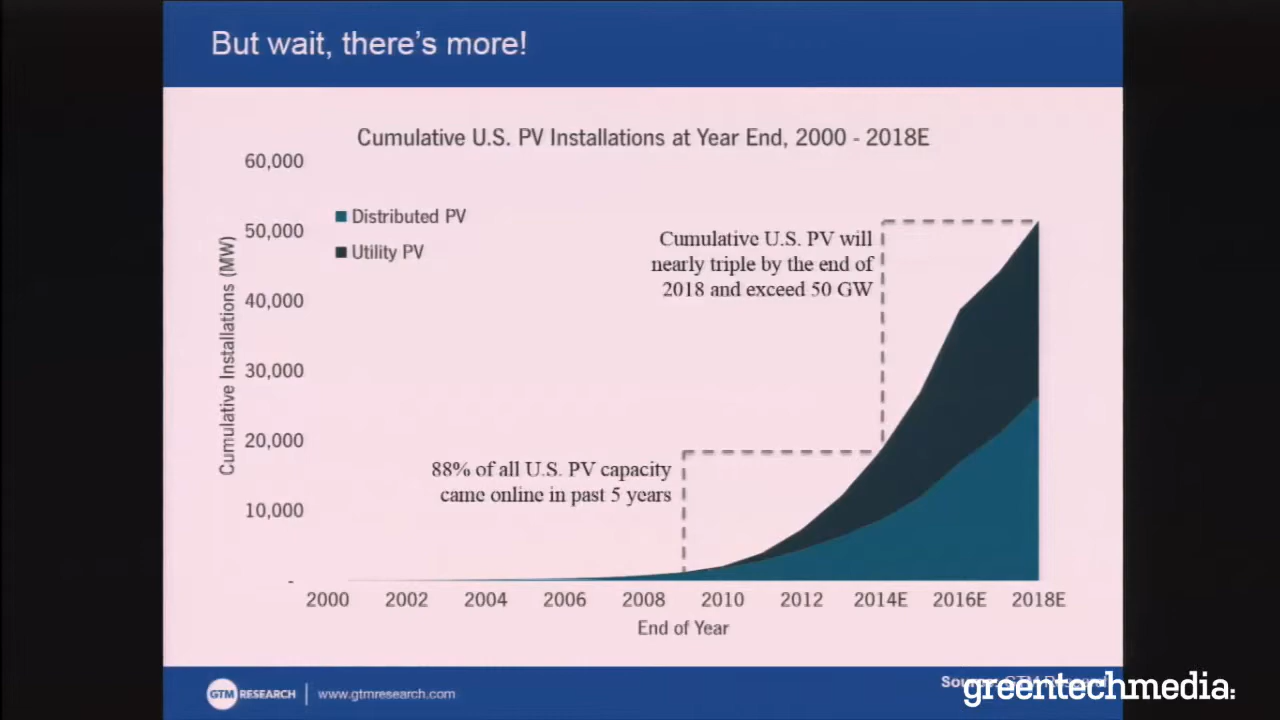 But wait, there's more!
Cumulative U.S. PV Installations at Year End, 2000 - 2018E
60,000
50,000
40,000
30,000
20,000
10,000
-
Cumulative Installations (MW)
Distributed PV
Utility PV
Cumulative U.S. PV will
nearly triple by the end of
2018 and exceed 50 GW
88% of all U.S. PV capacity
came online in past 5 years
2000 2002 2004 2006 2008 2010 2012 2014E 2016E 2018E
End of Year
GTM RESEARCH
www.gtmresearch.com
greentechmedia: